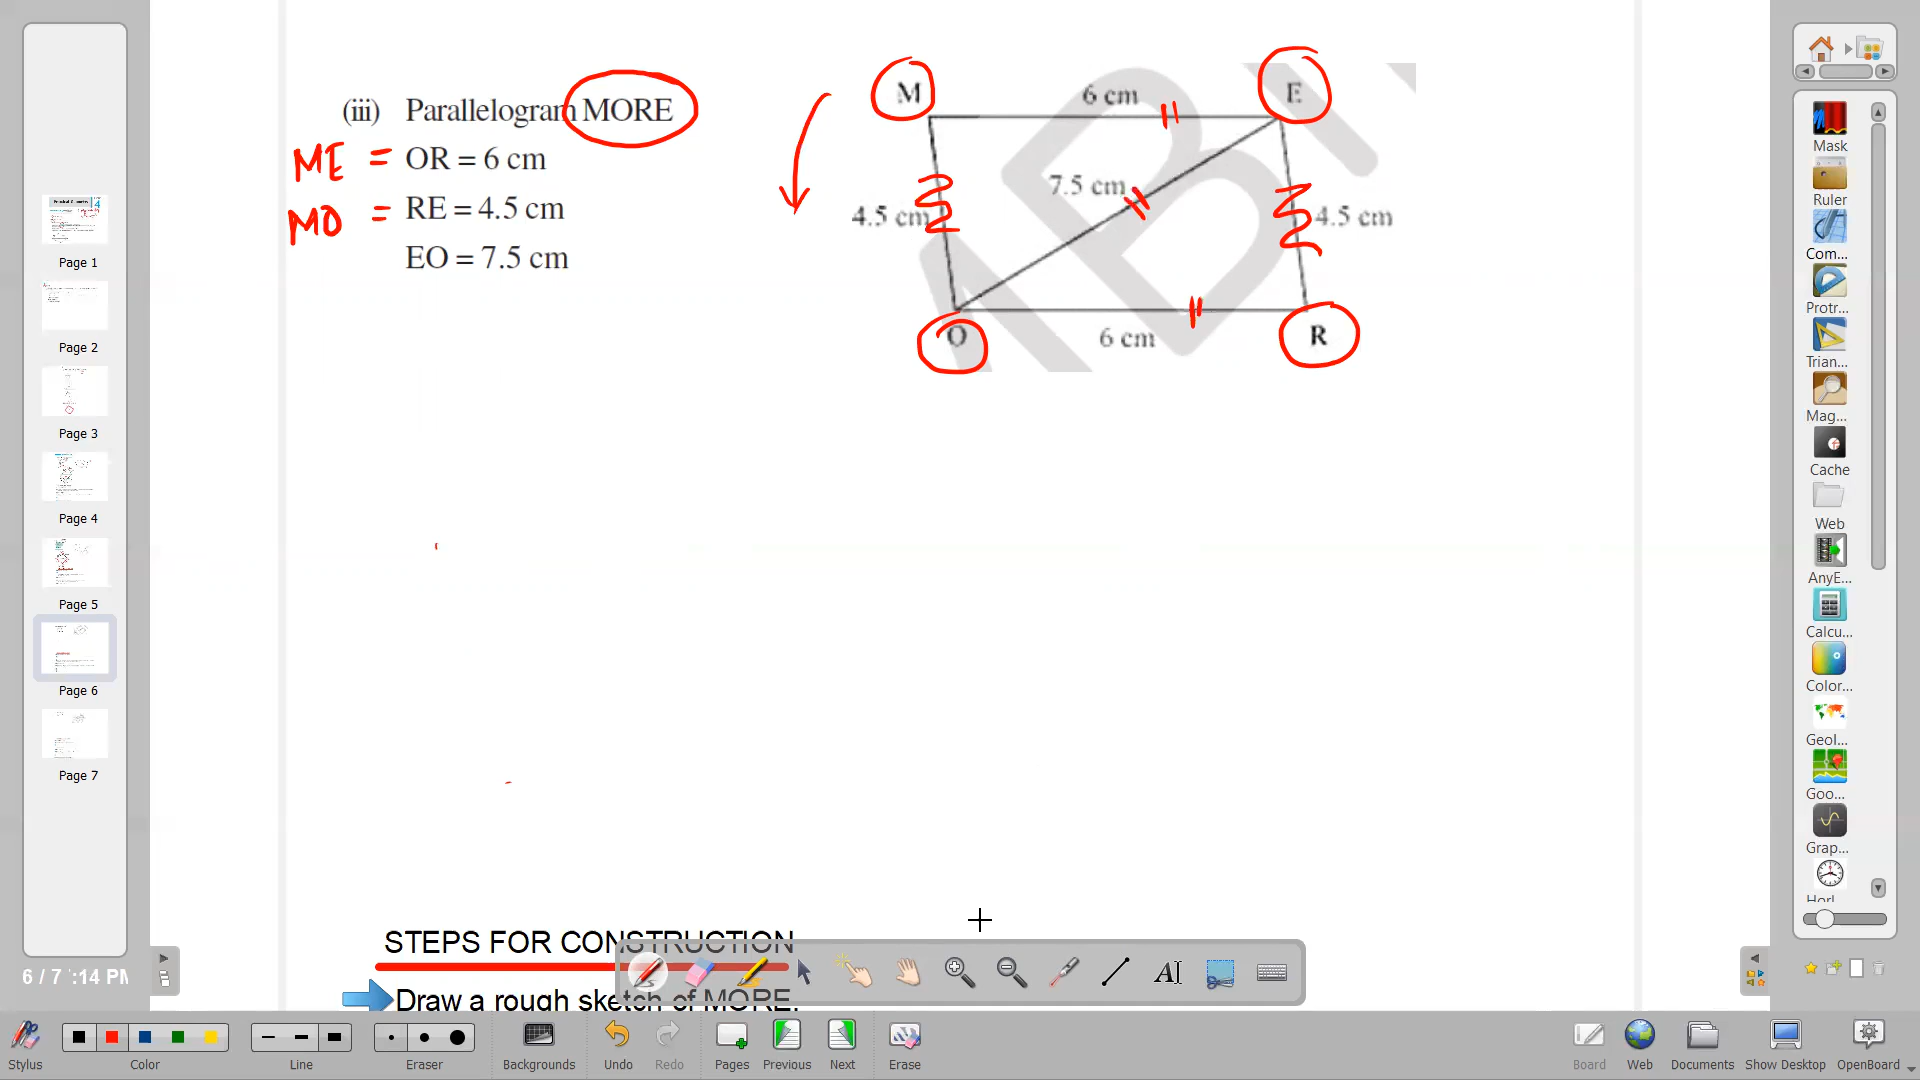 (iii) Parallelogram MORE
ME = OR = 6 cm
MO = RE = 4.5 cm
EO = 7.5 cm
M 6 cm E
7.5 cm
4.5 cm 4.5 cm
O 6 cm R
STEPS FOR CONSTRUCTION
Draw a rough sketch of MORE.
Page 1
Page 2
Page 3
Page 4
Page 5
Page 6
Page 7
6 / 7
Mask
Ruler
Com...
Protr...
Trian...
Mag...
Cache
Web
AnyE...
Calcu...
Color...
Geol...
Goo...
Grap...
Horl
Stylus Color Line Eraser Backgrounds Undo Redo Pages Previous Next Erase Board Web Documents Show Desktop OpenBoard